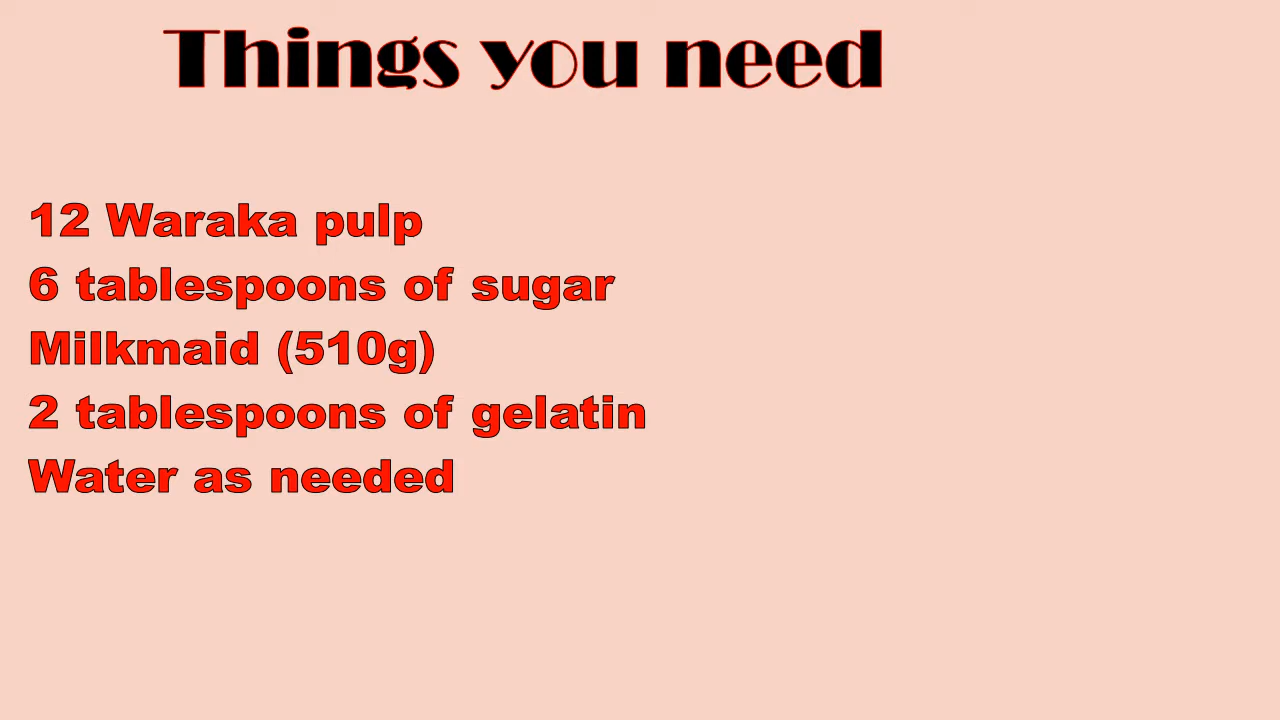 Things you need
12 Waraka pulp
6 tablespoons of sugar
Milkmaid (510g)
2 tablespoons of gelatin
Water as needed